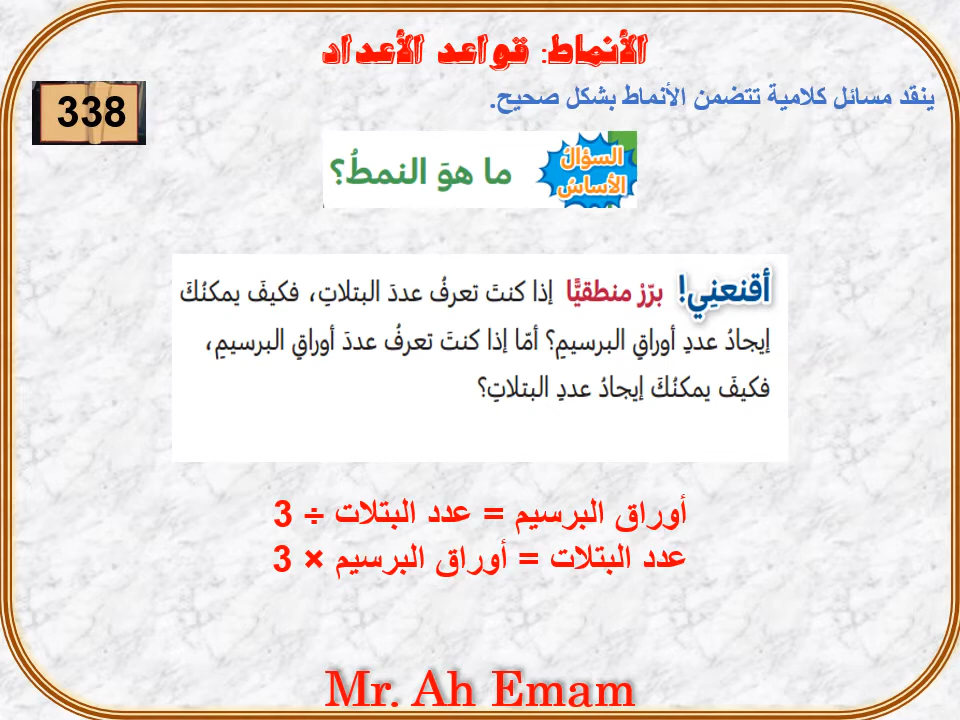 الأنماط: قواعد الأعداد
ينقد مسائل كلامية تتضمن الأنماط بشكل صحيح.
338
السؤالُ
الأساسُ
ما هوَ النمطُ؟
أقنعنِي! برّرْ منطقيًّا إذا كنتَ تعرفُ عددَ البتلاتِ، فكيفَ يمكنُكَ
إيجادُ عددِ أوراقِ البرسيمِ؟ أمّا إذا كنتَ تعرفُ عددَ أوراقِ البرسيمِ،
فكيفَ يمكنُكَ إيجادُ عددِ البتلاتِ؟
أوراق البرسيم = عدد البتلات ÷ 3
عدد البتلات = أوراق البرسيم × 3
Mr. Ah Emam